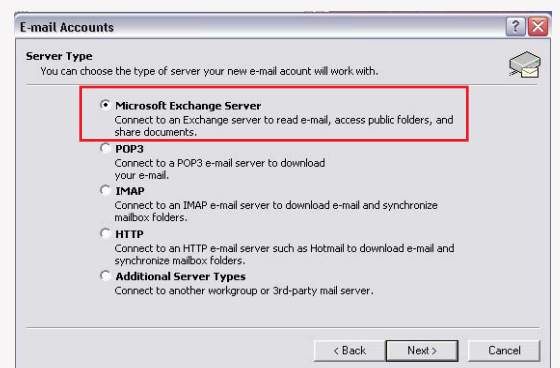 E-mail Accounts
Server Type
You can choose the type of server your new e-mail acount will work with.
Microsoft Exchange Server
Connect to an Exchange server to read e-mail, access public folders, and
share documents.
POP3
Connect to a POP3 e-mail server to download
your e-mail.
IMAP
Connect to an IMAP e-mail server to download e-mail and synchronize
mailbox folders.
HTTP
Connect to an HTTP e-mail server such as Hotmail to download e-mail and
synchronize mailbox folders.
Additional Server Types
Connect to another workgroup or 3rd-party mail server.
< Back Next > Cancel